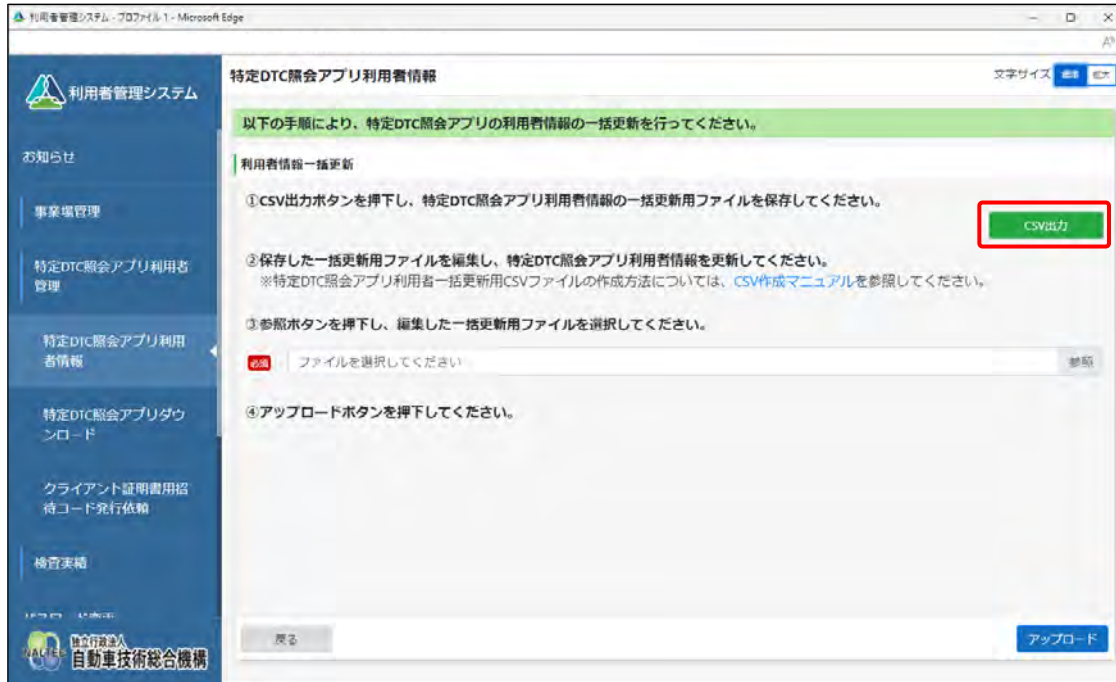 利用者管理システム - プロファイル 1 - Microsoft Edge
利用者管理システム
特定DTC照会アプリ利用者情報
文字サイズ 標準 拡大
お知らせ
事業場管理
特定DTC照会アプリ利用者
管理
特定DTC照会アプリ利用
者情報
特定DTC照会アプリダウ
ンロード
クライアント証明書用招
待コード発行依頼
検査実績
独立行政法人
自動車技術総合機構
以下の手順により、特定DTC照会アプリの利用者情報の一括更新を行ってください。
利用者情報一括更新
①CSV出力ボタンを押下し、特定DTC照会アプリ利用者情報の一括更新用ファイルを保存してください。
CSV出力
②保存した一括更新用ファイルを編集し、特定DTC照会アプリ利用者情報を更新してください。
※特定DTC照会アプリ利用者一括更新用CSVファイルの作成方法については、CSV作成マニュアルを参照してください。
③参照ボタンを押下し、編集した一括更新用ファイルを選択してください。
必須 ファイルを選択してください 参照
④アップロードボタンを押下してください。
戻る
アップロード